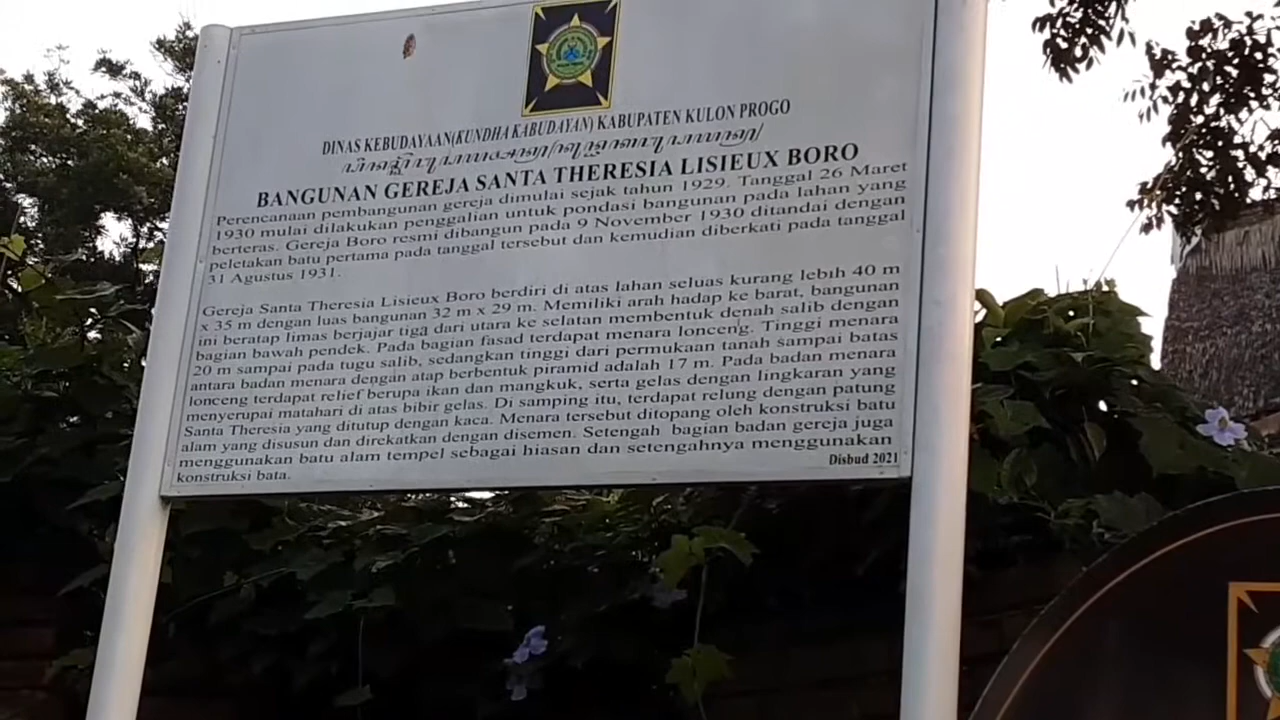 DINAS KEBUDAYAAN(KUNDHA KABUDAYAN) KABUPATEN KULON PROGO
BANGUNAN GEREJA SANTA THERESIA LISIEUX BORO
Perencanaan pembangunan gereja dimulai sejak tahun 1929. Tanggal 26 Maret
1930 mulai dilakukan penggalian untuk pondasi bangunan pada lahan yang
berteras. Gereja Boro resmi dibangun pada 9 November 1930 ditandai dengan
peletakan batu pertama pada tanggal tersebut dan kemudian diberkati pada tanggal
31 Agustus 1931.
Gereja Santa Theresia Lisieux Boro berdiri di atas lahan seluas kurang lebih 40 m
x 35 m dengan luas bangunan 32 m x 29 m. Memiliki arah hadap ke barat, bangunan
ini beratap limas berjajar tiga dari utara ke selatan membentuk denah salib dengan
bagian bawah pendek. Pada bagian fasad terdapat menara lonceng. Tinggi menara
20 m sampai pada tugu salib, sedangkan tinggi dari permukaan tanah sampai batas
antara badan menara dengan atap berbentuk piramid adalah 17 m. Pada badan menara
lonceng terdapat relief berupa ikan dan mangkuk, serta gelas dengan lingkaran yang
menyerupai matahari di atas bibir gelas. Di samping itu, terdapat relung dengan patung
Santa Theresia yang ditutup dengan kaca. Menara tersebut ditopang oleh konstruksi batu
alam yang disusun dan direkatkan dengan disemen. Setengah bagian badan gereja juga
menggunakan batu alam tempel sebagai hiasan dan setengahnya menggunakan
konstruksi bata.
Disbud 2021